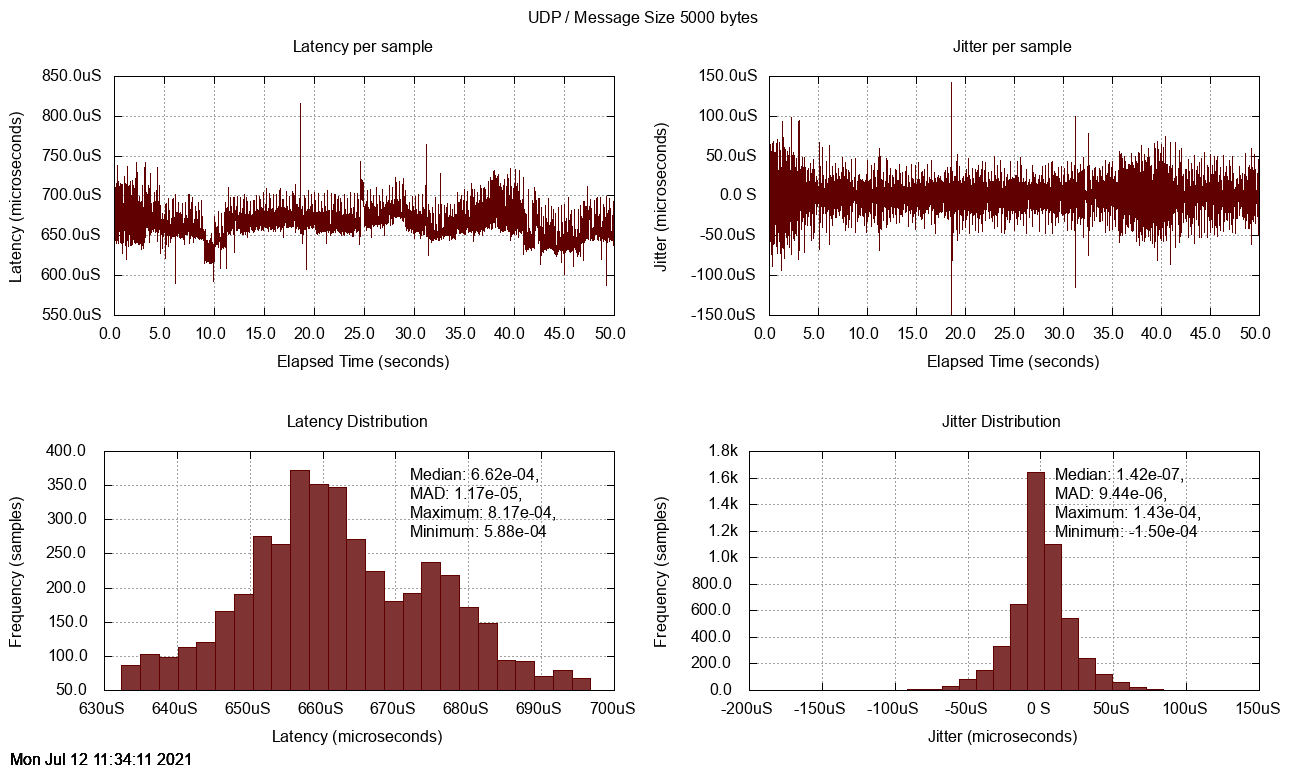 UDP / Message Size 5000 bytes
Latency per sample
Latency (microseconds)
850.0uS
800.0uS
750.0uS
700.0uS
650.0uS
600.0uS
550.0uS
0.0 5.0 10.0 15.0 20.0 25.0 30.0 35.0 40.0 45.0 50.0
Elapsed Time (seconds)
Jitter per sample
Jitter (microseconds)
150.0uS
100.0uS
50.0uS
0.0 S
-50.0uS
-100.0uS
-150.0uS
0.0 5.0 10.0 15.0 20.0 25.0 30.0 35.0 40.0 45.0 50.0
Elapsed Time (seconds)
Latency Distribution
Frequency (samples)
400.0
350.0
300.0
250.0
200.0
150.0
100.0
50.0
Median: 6.62e-04,
MAD: 1.17e-05,
Maximum: 8.17e-04,
Minimum: 5.88e-04
630uS 640uS 650uS 660uS 670uS 680uS 690uS 700uS
Latency (microseconds)
Jitter Distribution
Frequency (samples)
1.8k
1.6k
1.4k
1.2k
1.0k
800.0
600.0
400.0
200.0
0.0
Median: 1.42e-07,
MAD: 9.44e-06,
Maximum: 1.43e-04,
Minimum: -1.50e-04
-200uS -150uS -100uS -50uS 0 S 50uS 100uS 150uS
Jitter (microseconds)
Mon Jul 12 11:34:11 2021